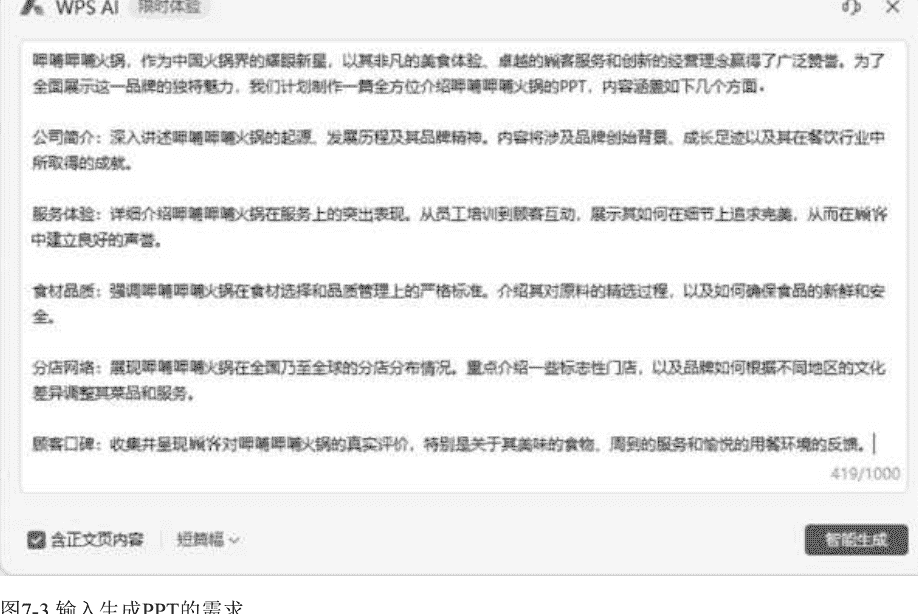 WPS AI 限时体验
呷哺呷哺火锅，作为中国火锅界的耀眼新星，以其非凡的美食体验、卓越的顾客服务和创新的经营理念赢得了广泛赞誉。为了
全面展示这一品牌的独特魅力，我们计划制作一篇全方位介绍呷哺呷哺火锅的PPT，内容涵盖如下几个方面。
公司简介：深入讲述呷哺呷哺火锅的起源、发展历程及其品牌精神。内容将涉及品牌创始背景、成长足迹以及其在餐饮行业中
所取得的成就。
服务体验：详细介绍呷哺呷哺火锅在服务上的突出表现。从员工培训到顾客互动，展示其如何在细节上追求完美，从而在顾客
中建立良好的声誉。
食材品质：强调呷哺呷哺火锅在食材选择和品质管理上的严格标准。介绍其对原料的精选过程，以及如何确保食品的新鲜和安
全。
分店网络：展现呷哺呷哺火锅在全国乃至全球的分店分布情况。重点介绍一些标志性门店，以及品牌如何根据不同地区的文化
差异调整其菜品和服务。
顾客口碑：收集并呈现顾客对呷哺呷哺火锅的真实评价，特别是关于其美味的食物、周到的服务和愉悦的用餐环境的反馈。
419/1000
含正文页内容 短篇幅 智能生成
图7-3 输入生成PPT的需求